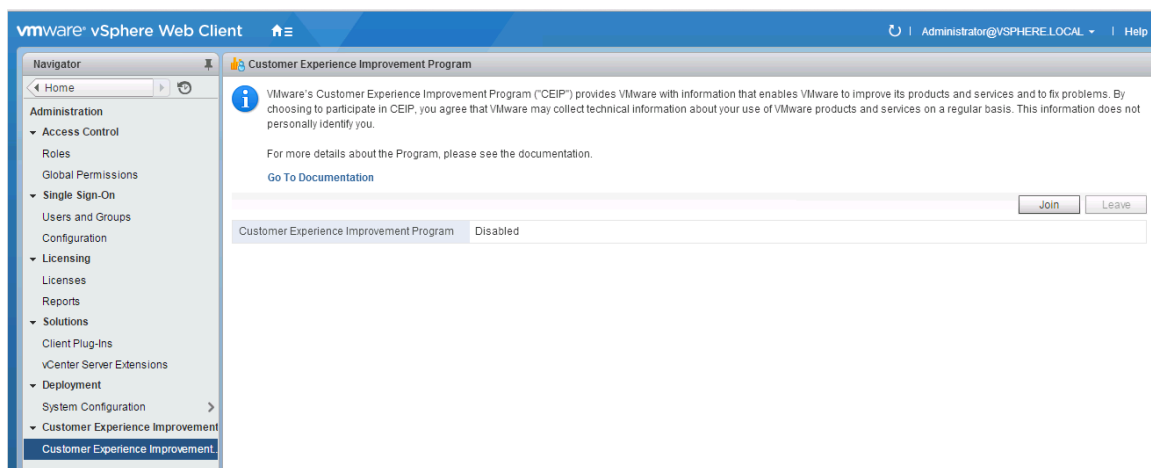 vmware® vSphere Web Client
Administrator@VSPHERE.LOCAL
Help
Navigator
Home
Administration
Access Control
Roles
Global Permissions
Single Sign-On
Users and Groups
Configuration
Licensing
Licenses
Reports
Solutions
Client Plug-Ins
vCenter Server Extensions
Deployment
System Configuration
Customer Experience Improvement
Customer Experience Improvement..
Customer Experience Improvement Program
VMware's Customer Experience Improvement Program ("CEIP") provides VMware with information that enables VMware to improve its products and services and to fix problems. By
choosing to participate in CEIP, you agree that VMware may collect technical information about your use of VMware products and services on a regular basis. This information does not
personally identify you.
For more details about the Program, please see the documentation.
Go To Documentation
Join Leave
Customer Experience Improvement Program Disabled